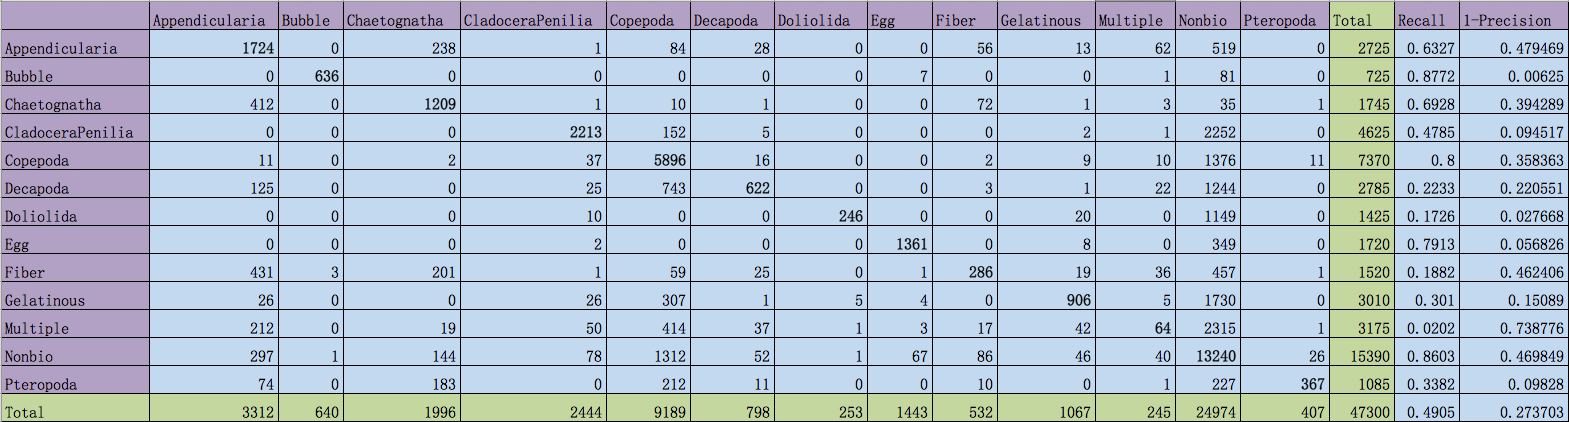 Appendicularia Bubble Chaetognatha CladoceraPenilia Copepoda Decapoda Doliolida Egg Fiber Gelatinous Multiple Nonbio Pteropoda Total Recall 1-Precision
Appendicularia 1724 0 238 1 84 28 0 0 56 13 62 519 0 2725 0.6327 0.479469
Bubble 0 636 0 0 0 0 0 7 0 0 1 81 0 725 0.8772 0.00625
Chaetognatha 412 0 1209 1 10 1 0 0 72 1 3 35 1 1745 0.6928 0.394289
CladoceraPenilia 0 0 0 2213 152 5 0 0 0 2 1 2252 0 4625 0.4785 0.094517
Copepoda 11 0 2 37 5896 16 0 0 2 9 10 1376 11 7370 0.8 0.358363
Decapoda 125 0 0 25 743 622 0 0 3 1 22 1244 0 2785 0.2233 0.220551
Doliolida 0 0 0 10 0 0 246 0 0 20 0 1149 0 1425 0.1726 0.027668
Egg 0 0 0 2 0 0 0 1361 0 8 0 349 0 1720 0.7913 0.056826
Fiber 431 3 201 1 59 25 0 1 286 19 36 457 1 1520 0.1882 0.462406
Gelatinous 26 0 0 26 307 1 5 4 0 906 5 1730 0 3010 0.301 0.15089
Multiple 212 0 19 50 414 37 1 3 17 42 64 2315 1 3175 0.0202 0.738776
Nonbio 297 1 144 78 1312 52 1 67 86 46 40 13240 26 15390 0.8603 0.469849
Pteropoda 74 0 183 0 212 11 0 0 10 0 1 227 367 1085 0.3382 0.09828
Total 3312 640 1996 2444 9189 798 253 1443 532 1067 245 24974 407 47300 0.4905 0.273703